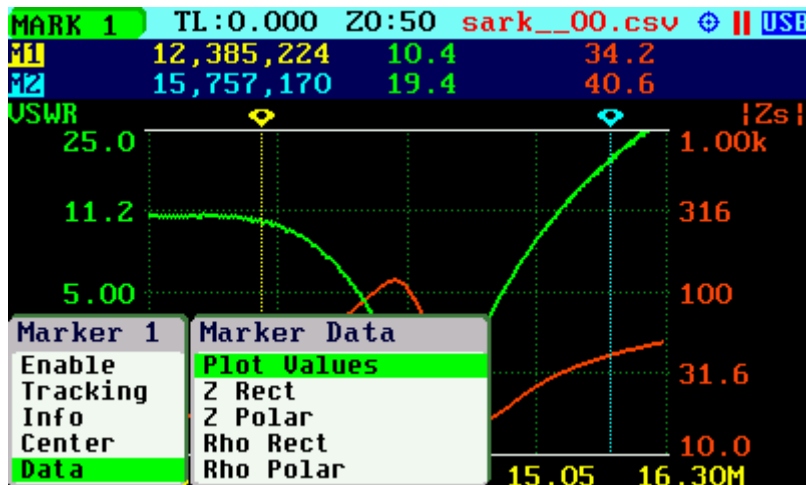 MARK 1 TL:0.000 Z0:50 sark__00.csv USB
M1 12,385,224 10.4 34.2
M2 15,757,170 19.4 40.6
VSWR |Zs|
25.0 1.00k
11.2 316
5.00 100
Marker 1 Marker Data
Enable Plot Values
Tracking Z Rect 31.6
Info Z Polar
Center Rho Rect 10.0
Data Rho Polar 15.05 16.30M